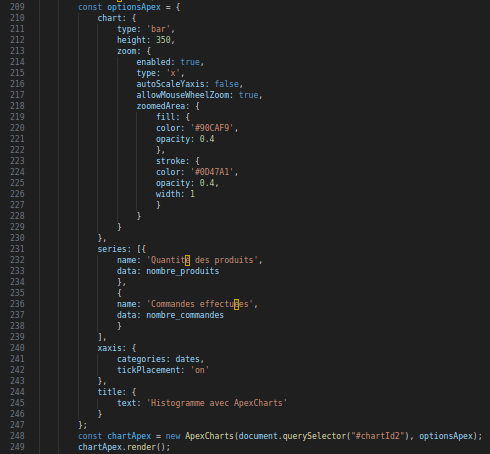 209 const optionsApex = {
210 chart: {
211 type: 'bar',
212 height: 350,
213 zoom: {
214 enabled: true,
215 type: 'x',
216 autoScaleYaxis: false,
217 allowMouseWheelZoom: true,
218 zoomedArea: {
219 fill: {
220 color: '#90CAF9',
221 opacity: 0.4
222 },
223 stroke: {
224 color: '#0D47A1',
225 opacity: 0.4,
226 width: 1
227 }
228 }
229 }
230 },
231 series: [{
232 name: 'Quantité des produits',
233 data: nombre_produits
234 },
235 {
236 name: 'Commandes effectuées',
237 data: nombre_commandes
238 }
239 ],
240 xaxis: {
241 categories: dates,
242 tickPlacement: 'on'
243 },
244 title: {
245 text: 'Histogramme avec ApexCharts'
246 }
247 };
248 const chartApex = new ApexCharts(document.querySelector("#chartId2"), optionsApex);
249 chartApex.render();